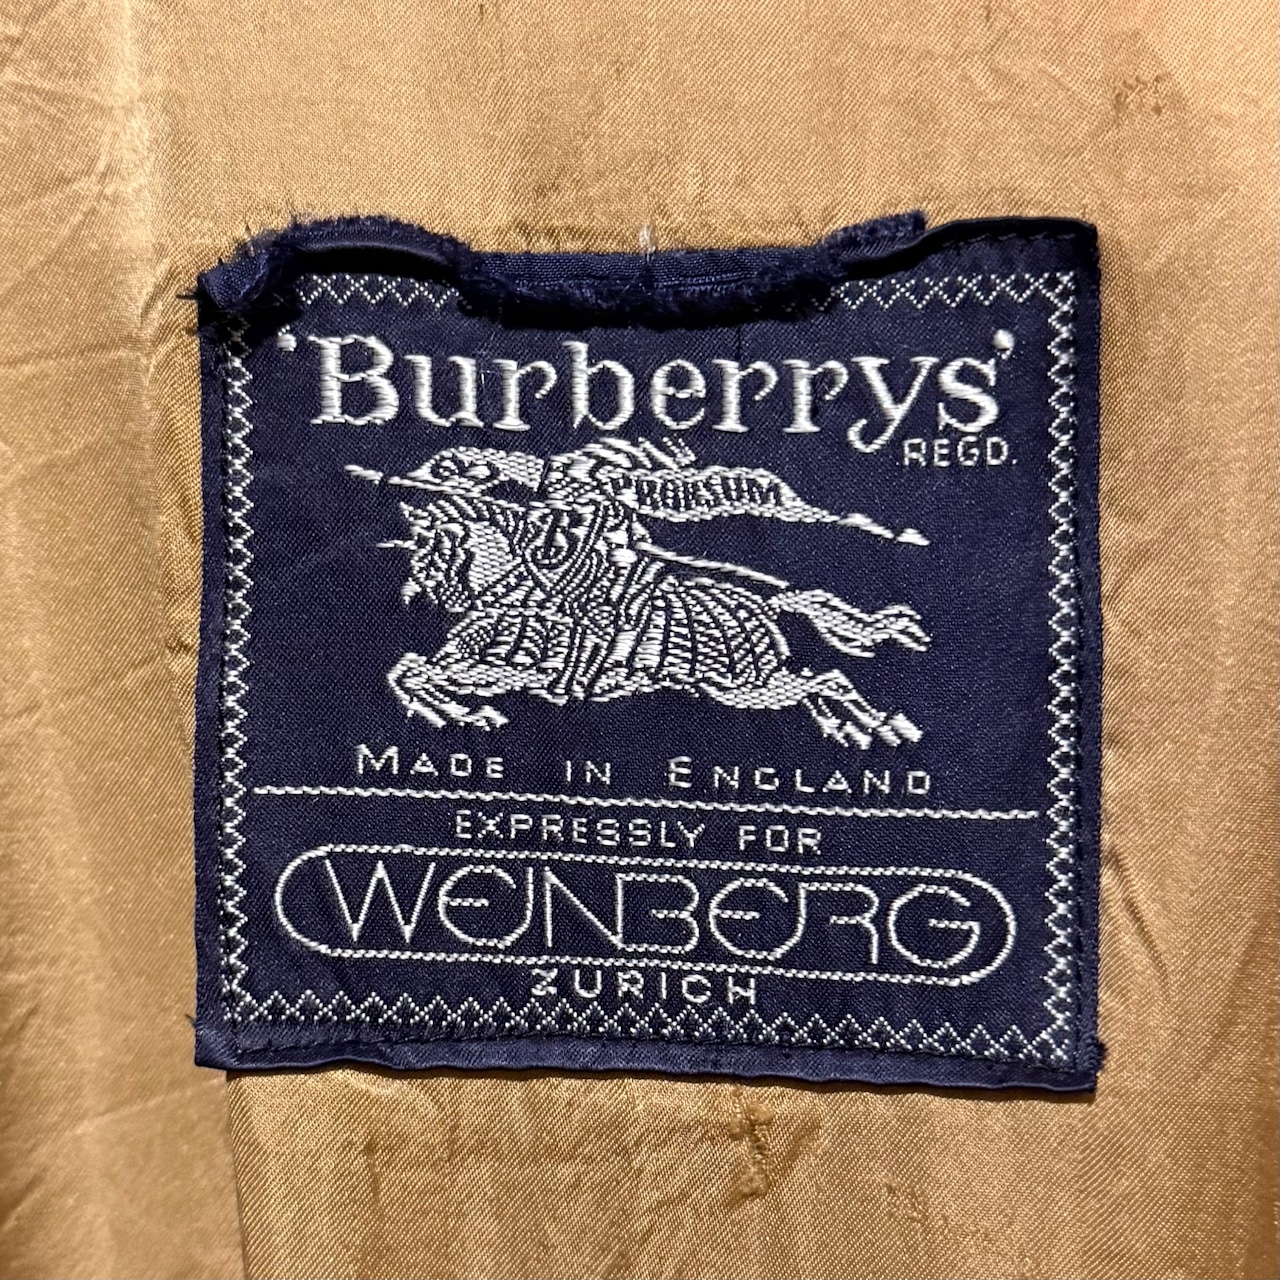 'Burberrys'
REGD.
PRORSUM
MADE IN ENGLAND
EXPRESSLY FOR
WEINBERG
ZURICH